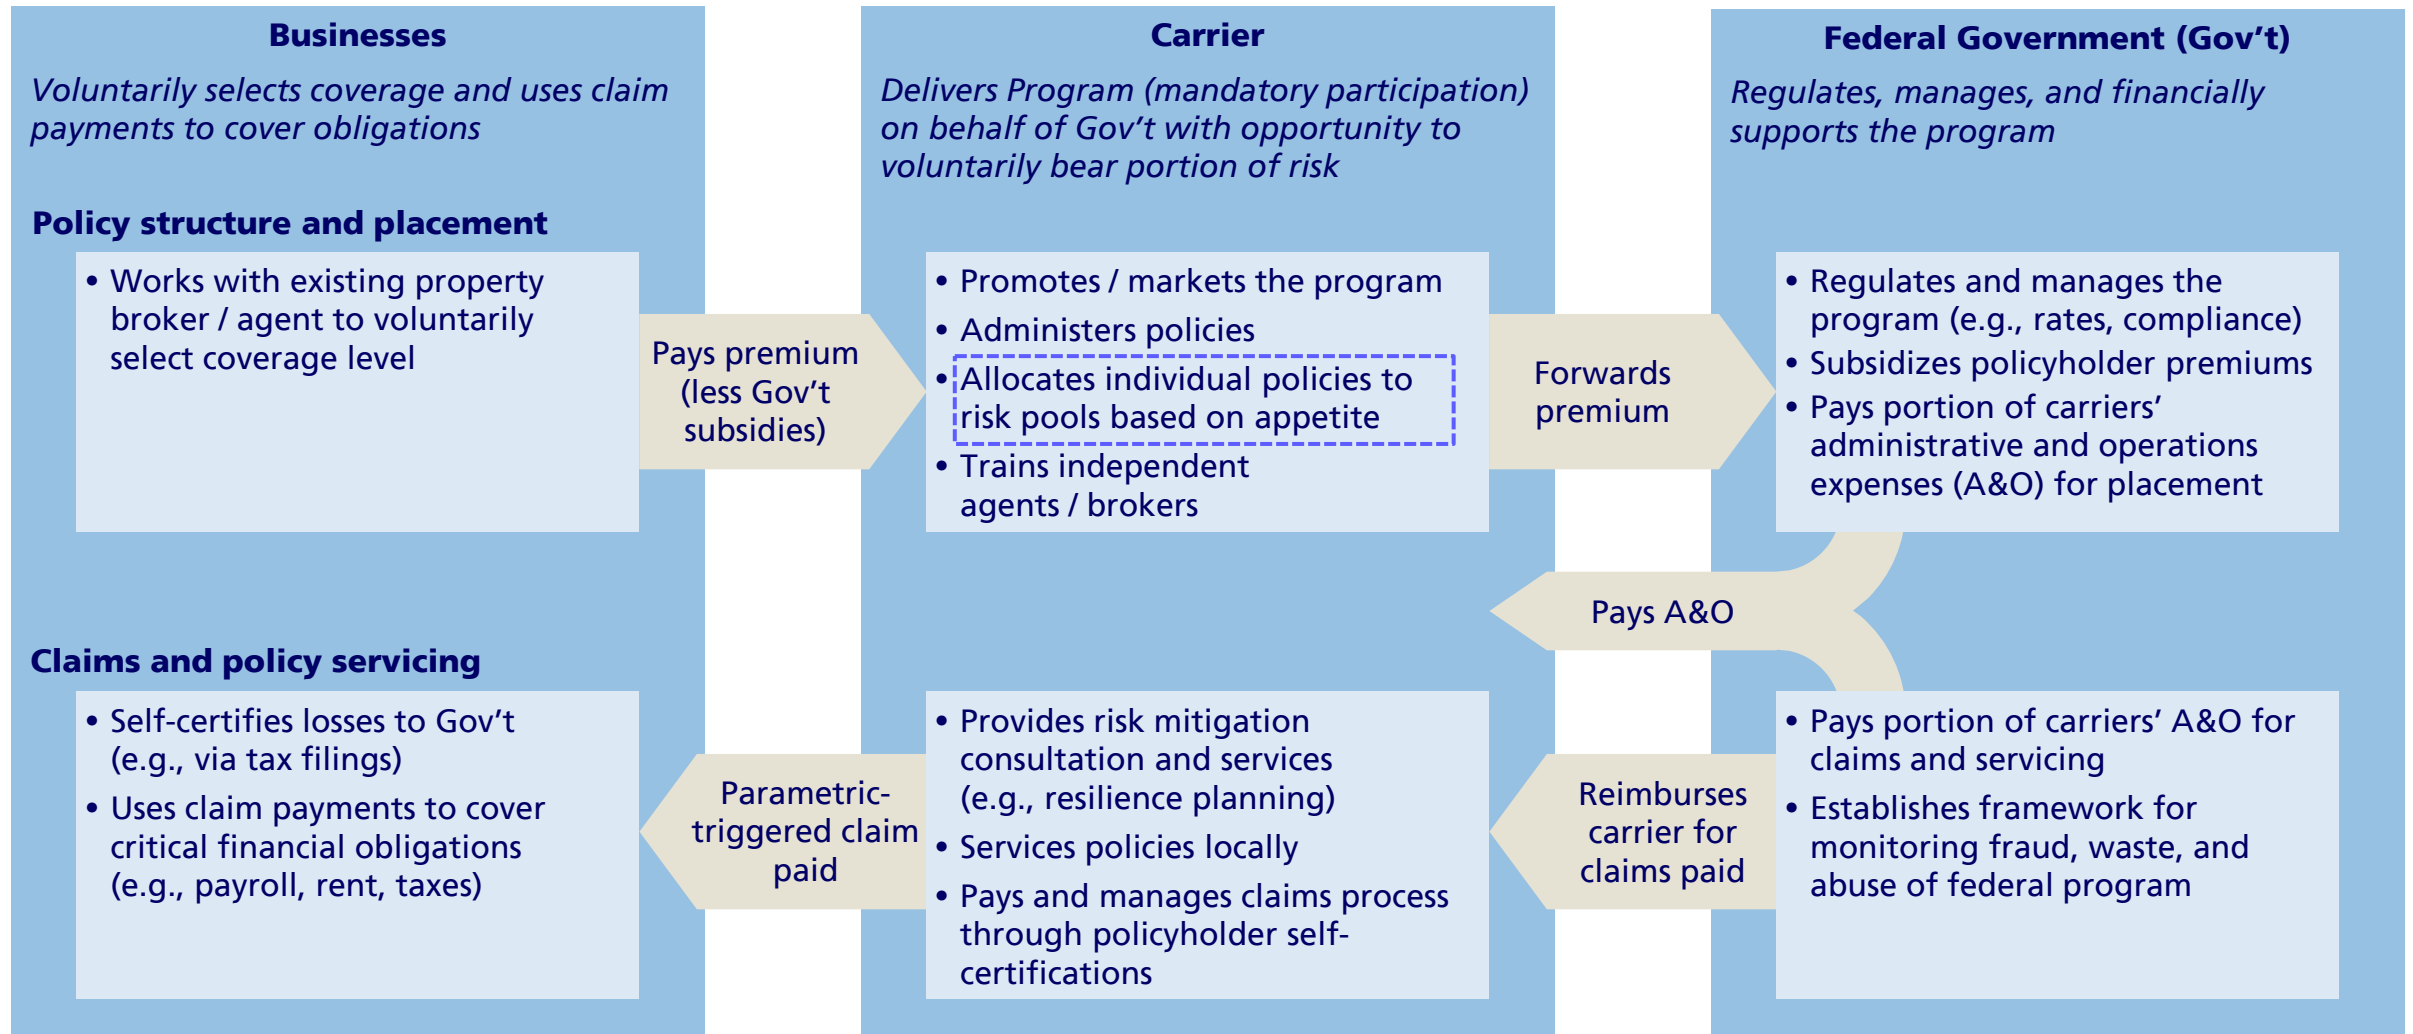 Businesses
Voluntarily selects coverage and uses claim
payments to cover obligations
Carrier
Delivers Program (mandatory participation)
on behalf of Gov’t with opportunity to
voluntarily bear portion of risk
Federal Government (Gov’t)
Regulates, manages, and financially
supports the program
Policy structure and placement
• Works with existing property
broker / agent to voluntarily
select coverage level
Pays premium
(less Gov’t
subsidies)
• Promotes / markets the program
• Administers policies
• Allocates individual policies to
risk pools based on appetite
• Trains independent
agents / brokers
Forwards
premium
• Regulates and manages the
program (e.g., rates, compliance)
• Subsidizes policyholder premiums
• Pays portion of carriers’
administrative and operations
expenses (A&O) for placement
Pays A&O
Claims and policy servicing
• Self-certifies losses to Gov’t
(e.g., via tax filings)
• Uses claim payments to cover
critical financial obligations
(e.g., payroll, rent, taxes)
Parametric-
triggered claim
paid
• Provides risk mitigation
consultation and services
(e.g., resilience planning)
• Services policies locally
• Pays and manages claims process
through policyholder self-
certifications
Reimburses
carrier for
claims paid
• Pays portion of carriers’ A&O for
claims and servicing
• Establishes framework for
monitoring fraud, waste, and
abuse of federal program